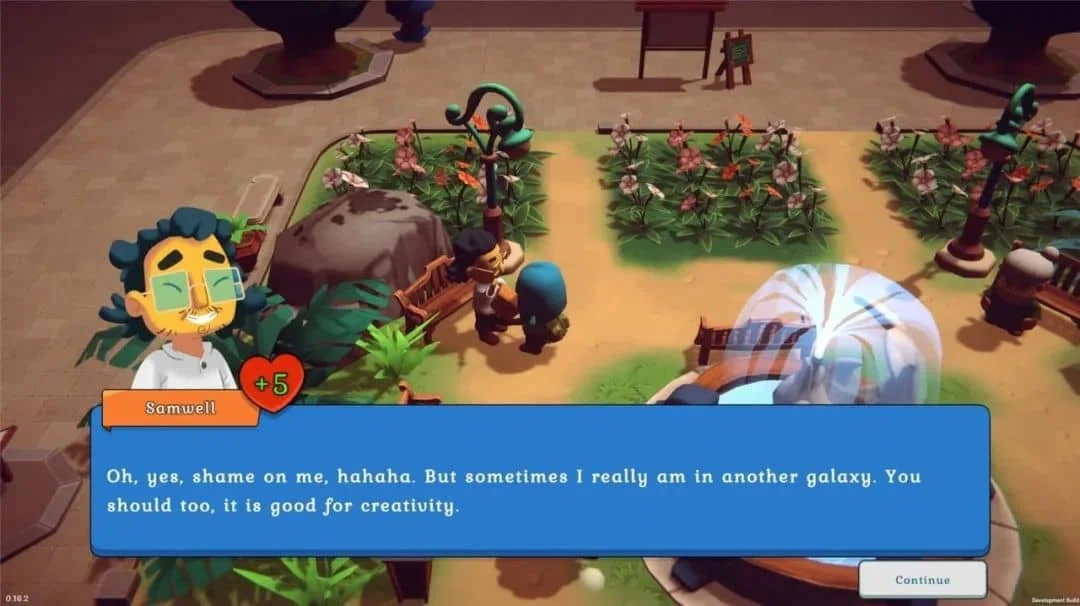 +5
Samwell
Oh, yes, shame on me, hahaha. But sometimes I really am in another galaxy. You
should too, it is good for creativity.
Continue
0.16.2
Development Build